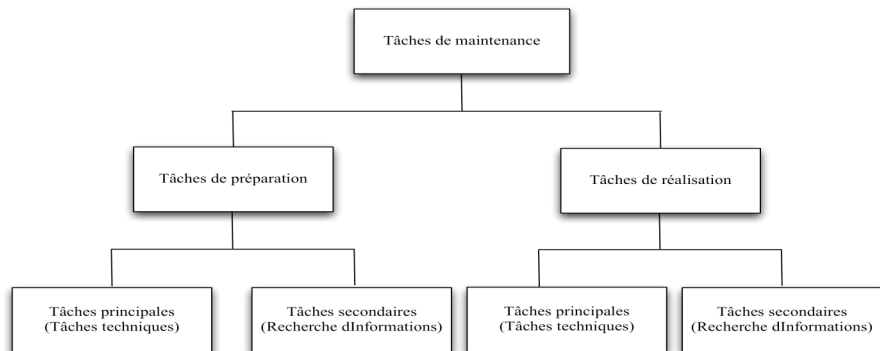 Tâches de maintenance
Tâches de préparation
Tâches de réalisation
Tâches principales
(Tâches techniques)
Tâches secondaires
(Recherche dInformations)
Tâches principales
(Tâches techniques)
Tâches secondaires
(Recherche dInformations)